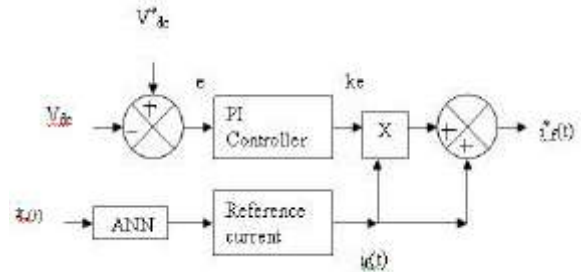 V*dc
e
ke
+
Vdc
-
PI
Controller
X
+
+
i*f(t)
ANN
Reference
current